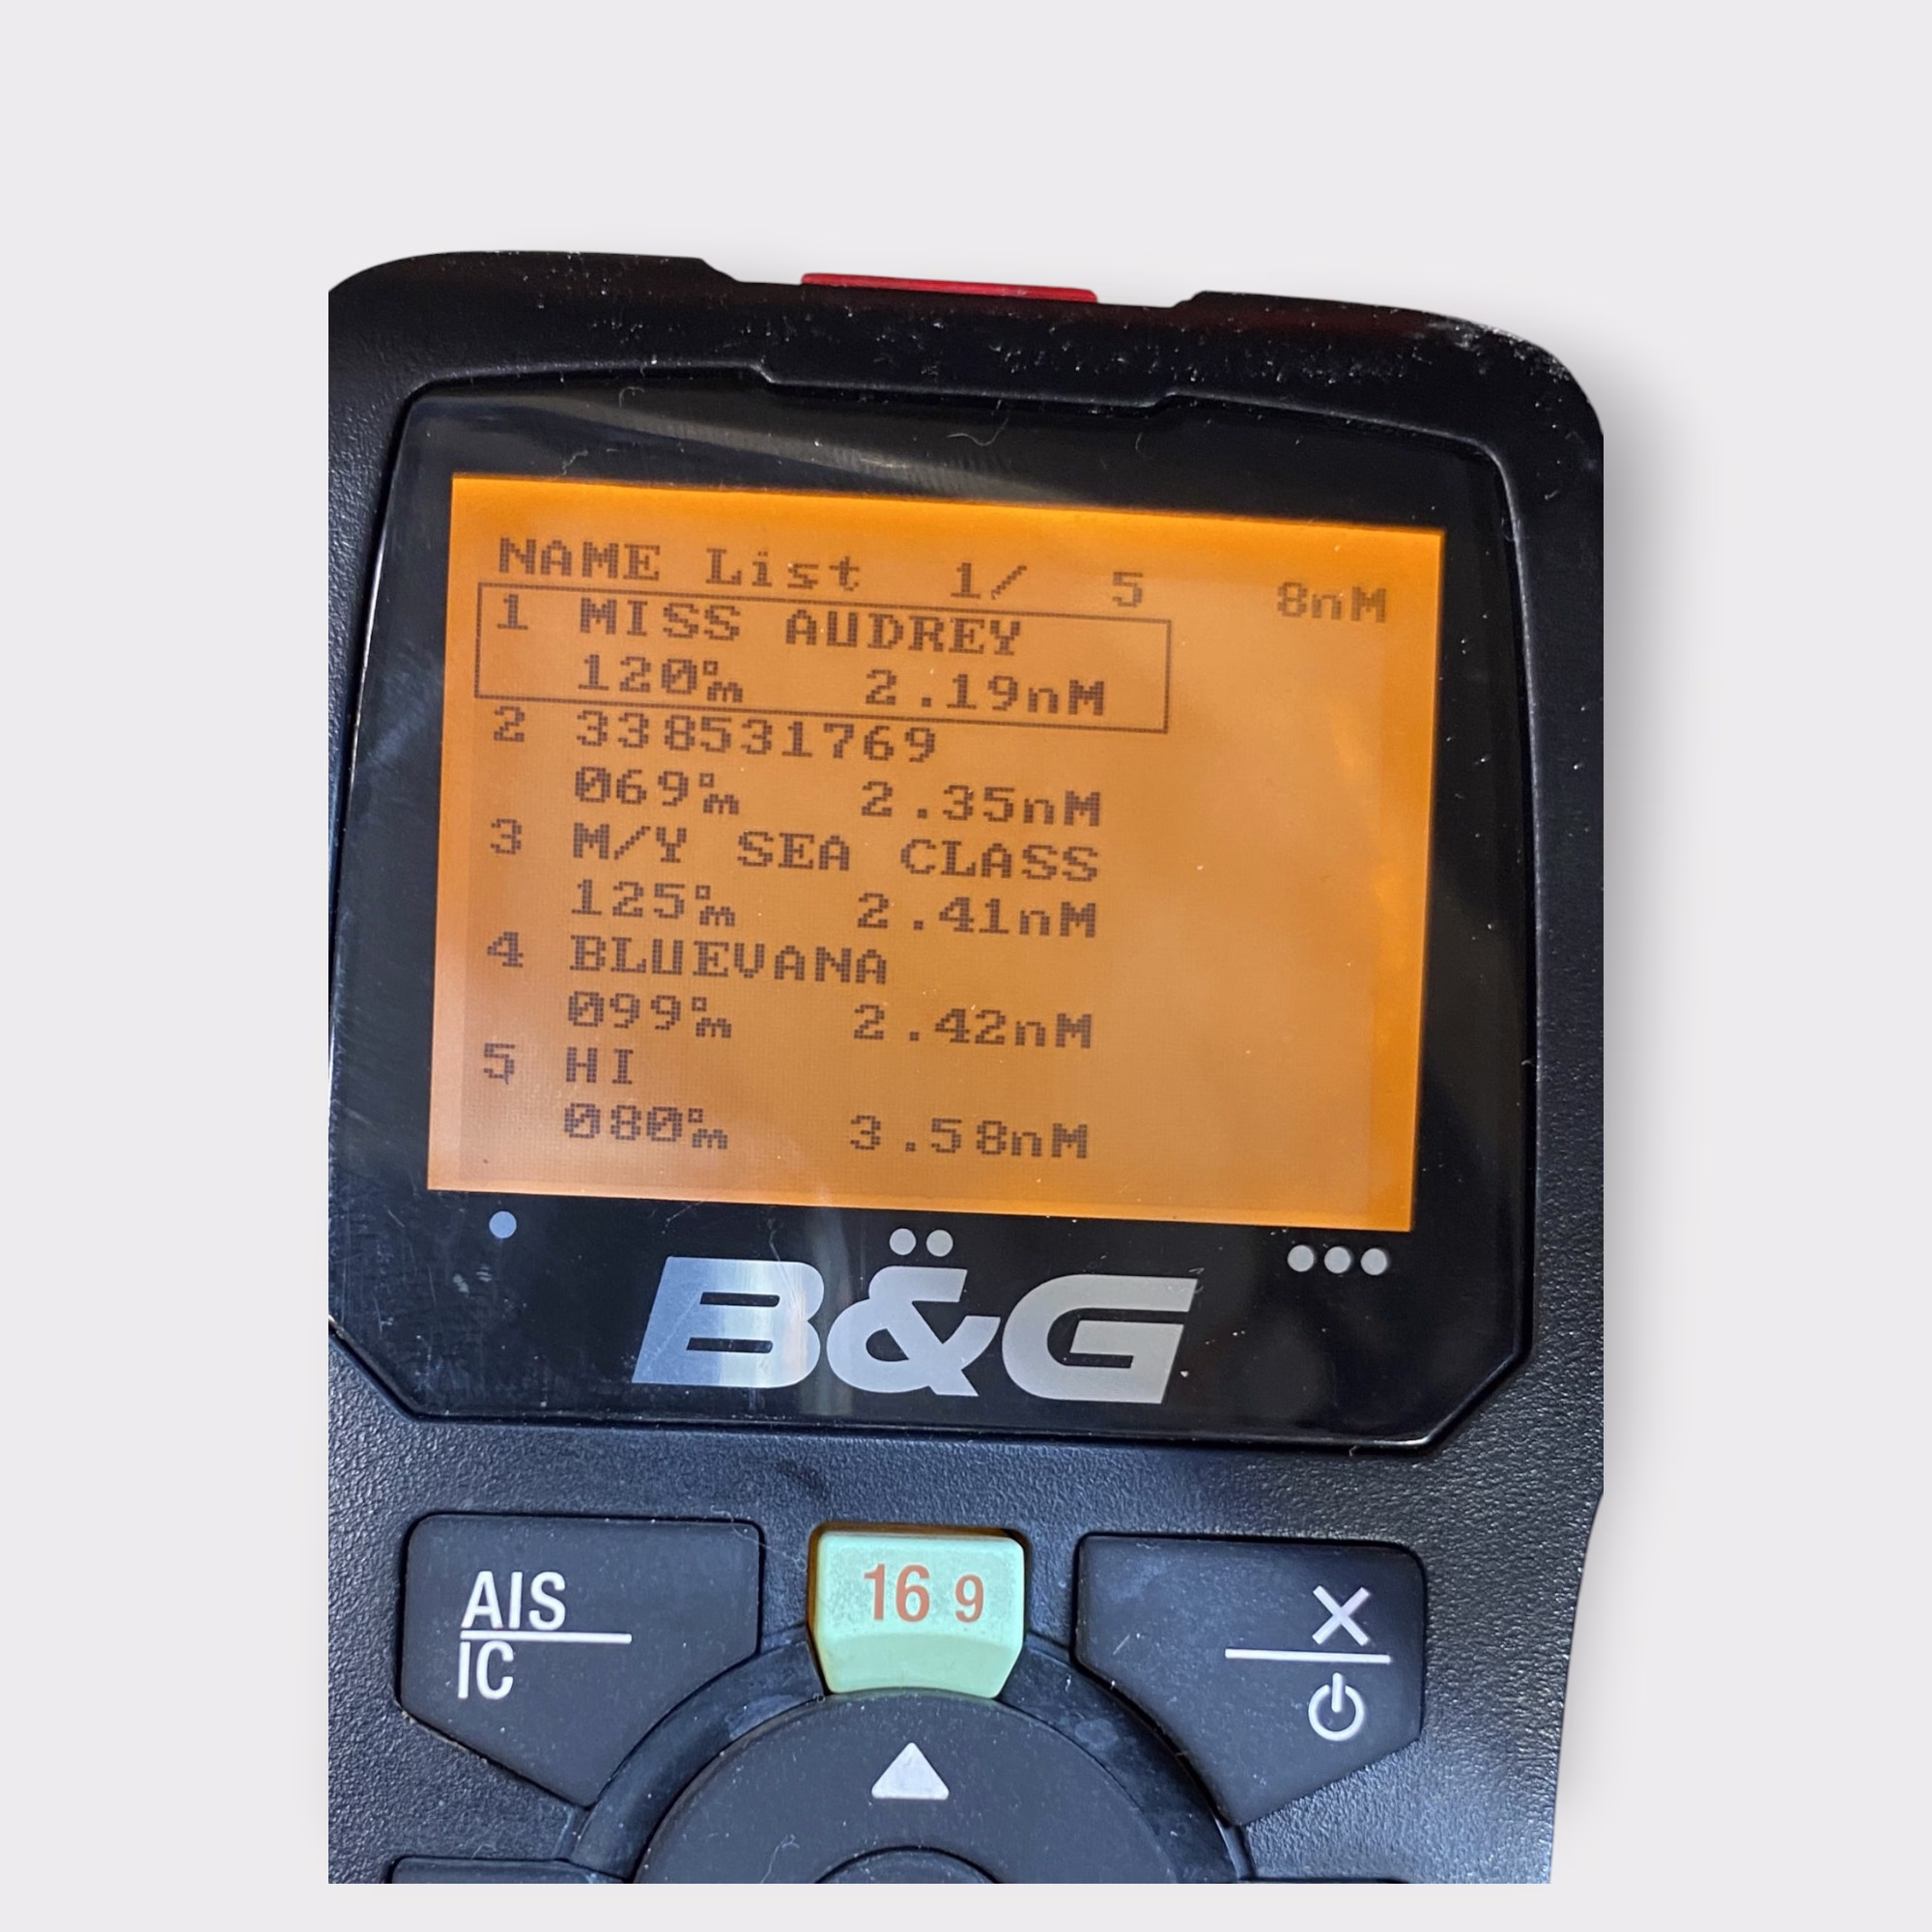 NAME List 1/ 5 8nM
1 MISS AUDREY
120°m 2.19nM
2 338531769
069°m 2.35nM
3 M/Y SEA CLASS
125°m 2.41nM
4 BLUEVANA
099°m 2.42nM
5 HI
080°m 3.58nM
B&G
AIS
IC
16 9
X